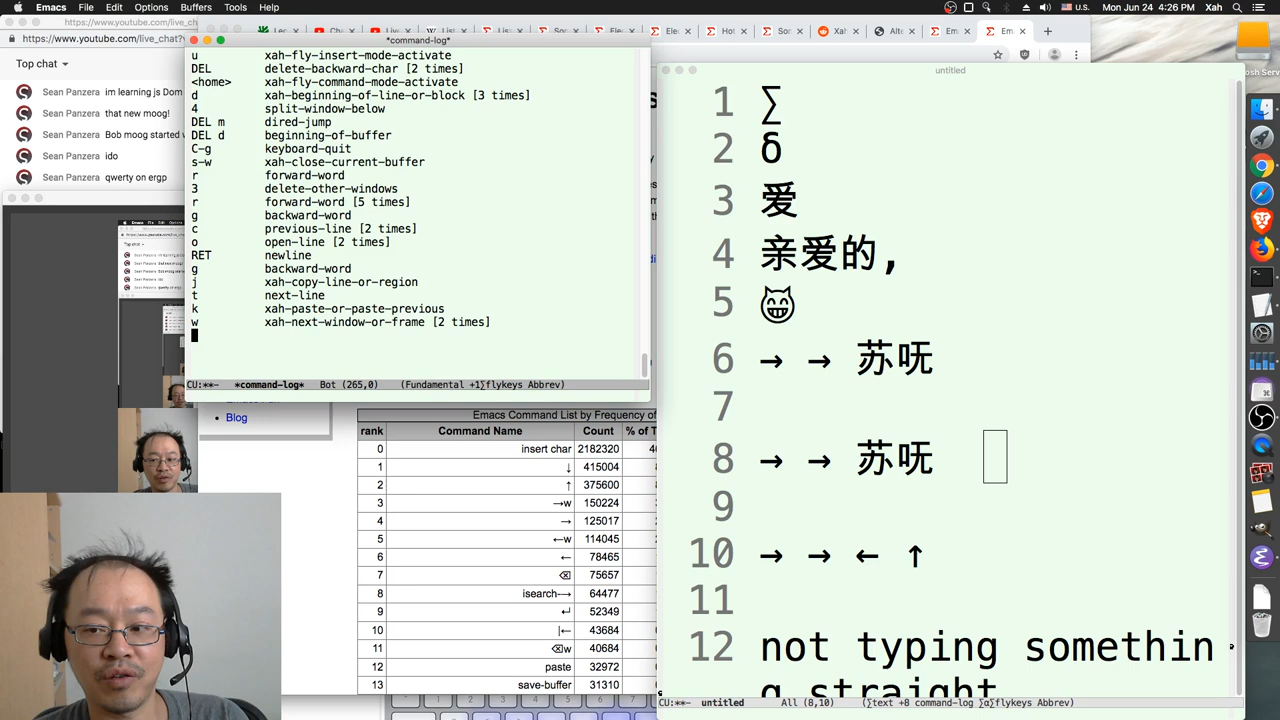 Emacs File Edit Options Buffers Help
U.S. Mon Jun 24 4:26 PM Xah
https://www.youtube.com/live_ch
https://www.youtube.com/live_cha
Top chat
Sean Panzera im learning js Dom
Sean Panzera that new moog!
Sean Panzera Bob moog started
Sean Panzera ido
Sean Panzera qwerty on ergp
*command-log*
u xah-fly-insert-mode-activate
DEL delete-backward-char [2 times]
<home> xah-fly-command-mode-activate
d xah-beginning-of-line-or-block [3 times]
4 split-window-below
DEL m dired-jump
DEL d beginning-of-buffer
C-g keyboard-quit
s-w xah-close-current-buffer
r forward-word
3 delete-other-windows
r forward-word [5 times]
g backward-word
c previous-line [2 times]
o open-line [2 times]
RET newline
g backward-word
j xah-copy-line-or-region
t next-line
k xah-paste-or-paste-previous
w xah-next-window-or-frame [2 times]
CU:**- *command-log* Bot (265,0) (Fundamental +1⁆flykeys Abbrev)
Blog
Emacs Command List by Frequency of
rank Command Name Count % of T
0 insert char 2182320
1 ↓ 415004
2 ↑ 375600
3 →w 150224
4 → 125017
5 ←w 114045
6 ← 78465
7 ⌫ 75657
8 isearch-→ 64477
9 ↵ 52349
10 |← 43684
11 ⌫w 40684
12 paste 32972
13 save-buffer 31310
untitled
1 ∑
2 δ
3 爱
4 亲爱的,
5 😸
6 → → 苏呒
7
8 → → 苏呒
9
10 → → ← ↑
11
12 not typing somethin
g straight
CU:**- untitled All (8,10) (∑text +8 command-log ⁆α⁆flykeys Abbrev)